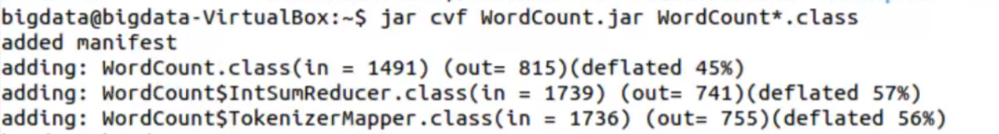 bigdata@bigdata-VirtualBox:~$ jar cvf WordCount.jar WordCount*.class
added manifest
adding: WordCount.class(in = 1491) (out= 815)(deflated 45%)
adding: WordCount$IntSumReducer.class(in = 1739) (out= 741)(deflated 57%)
adding: WordCount$TokenizerMapper.class(in = 1736) (out= 755)(deflated 56%)